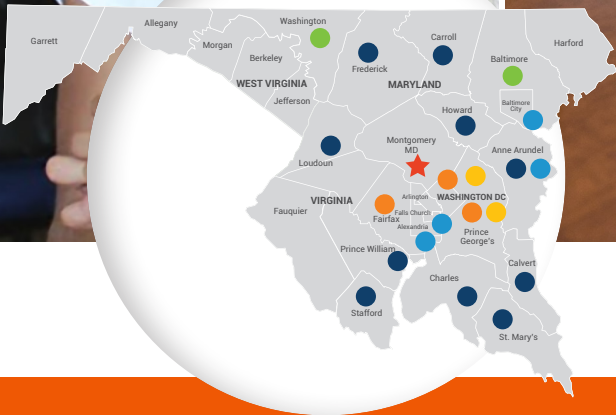 Garrett
Allegany
Washington
Morgan
Berkeley
WEST VIRGINIA
Jefferson
Frederick
Carroll
MARYLAND
Baltimore
Harford
Baltimore
City
Howard
Montgomery
MD
Loudoun
Anne Arundel
VIRGINIA
Fauquier
Arlington
WASHINGTON DC
Fairfax
Falls Church
Alexandria
Prince
George's
Prince William
Calvert
Charles
Stafford
St. Mary's